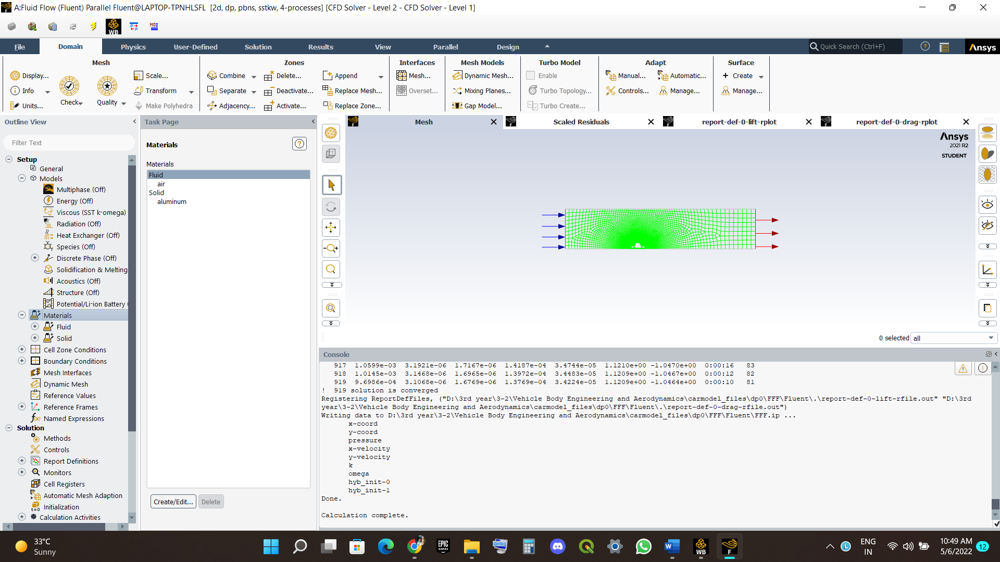 A:Fluid Flow (Fluent) Parallel Fluent@LAPTOP-TPNHLSFL [2d, dp, pbns, sstkw, 4-processes] [CFD Solver - Level 2 - CFD Solver - Level 1]
WB
File Domain Physics User-Defined Solution Results View Parallel Design Quick Search (Ctrl+F) Ansys
Mesh Zones Interfaces Mesh Models Turbo Model Adapt Surface
Display... Scale... Combine Delete... Append Mesh... Dynamic Mesh... Enable Manual... Automatic... Create
Info Transform Separate Deactivate... Replace Mesh... Overset... Mixing Planes... Turbo Topology... Controls... Manage... Manage...
Check Quality
Units... Make Polyhedra Adjacency... Activate... Replace Zone... Gap Model... Turbo Create...
Outline View
Filter Text
Setup
General
Models
Multiphase (Off)
Energy (Off)
Viscous (SST k-omega)
Radiation (Off)
Heat Exchanger (Off)
Species (Off)
Discrete Phase (Off)
Solidification & Melting
Acoustics (Off)
Structure (Off)
Potential/Li-ion Battery (
Materials
Fluid
Solid
Cell Zone Conditions
Boundary Conditions
Mesh Interfaces
Dynamic Mesh
Reference Values
Reference Frames
Named Expressions
Solution
Methods
Controls
Report Definitions
Monitors
Cell Registers
Automatic Mesh Adaption
Initialization
Calculation Activities
Task Page
Materials
Materials
Fluid
air
Solid
aluminum
Create/Edit... Delete
Mesh Scaled Residuals report-def-0-lift-rplot report-def-0-drag-rplot
Ansys
2021 R2
STUDENT
0 selected all
Console
917 1.0599e-03 3.1921e-06 1.7167e-06 1.4187e-04 3.4744e-05 1.1210e+00 -1.0470e+00 0:00:16 83
918 1.0145e-03 3.1468e-06 1.6965e-06 1.3972e-04 3.4483e-05 1.1209e+00 -1.0467e+00 0:00:12 82
919 9.6986e-04 3.1068e-06 1.6769e-06 1.3769e-04 3.4224e-05 1.1209e+00 -1.0464e+00 0:00:10 81
! 919 solution is converged
Registering ReportDefFiles, ("D:\3rd year\3-2\Vehicle Body Engineering and Aerodynamics\carmodel_files\dp0\FFF\Fluent\.\report-def-0-lift-rfile.out" "D:\3rd
year\3-2\Vehicle Body Engineering and Aerodynamics\carmodel_files\dp0\FFF\Fluent\.\report-def-0-drag-rfile.out")
Writing data to D:\3rd year\3-2\Vehicle Body Engineering and Aerodynamics\carmodel_files\dp0\FFF\Fluent\FFF.ip ...
x-coord
y-coord
pressure
x-velocity
y-velocity
k
omega
hyb_init-0
hyb_init-1
Done.
Calculation complete.
33°C
Sunny
EPIC GAMES
WB
F
ENG
IN
10:49 AM
5/6/2022
12